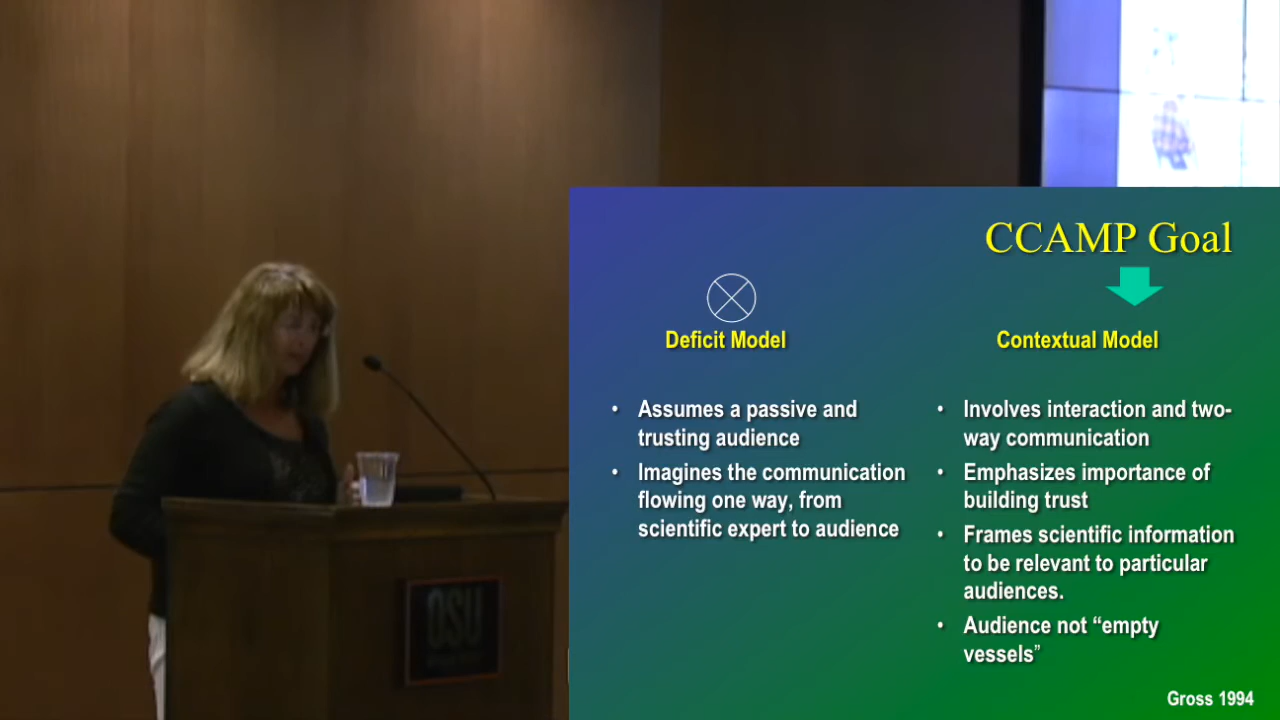 CCAMP Goal
Deficit Model
Contextual Model
• Assumes a passive and
trusting audience
• Imagines the communication
flowing one way, from
scientific expert to audience
• Involves interaction and two-
way communication
• Emphasizes importance of
building trust
• Frames scientific information
to be relevant to particular
audiences.
• Audience not “empty
vessels”
Gross 1994
OSU